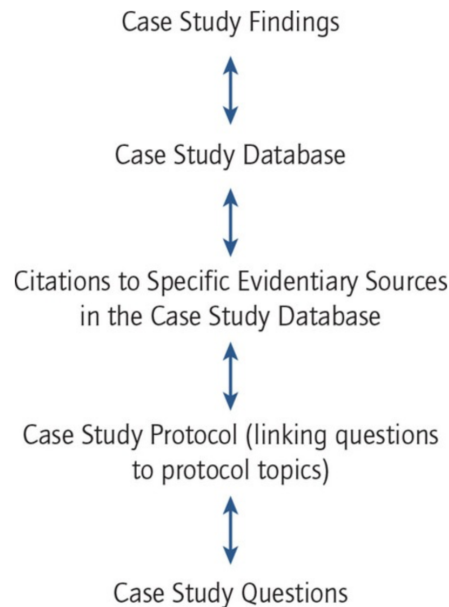 Case Study Findings
Case Study Database
Citations to Specific Evidentiary Sources
in the Case Study Database
Case Study Protocol (linking questions
to protocol topics)
Case Study Questions